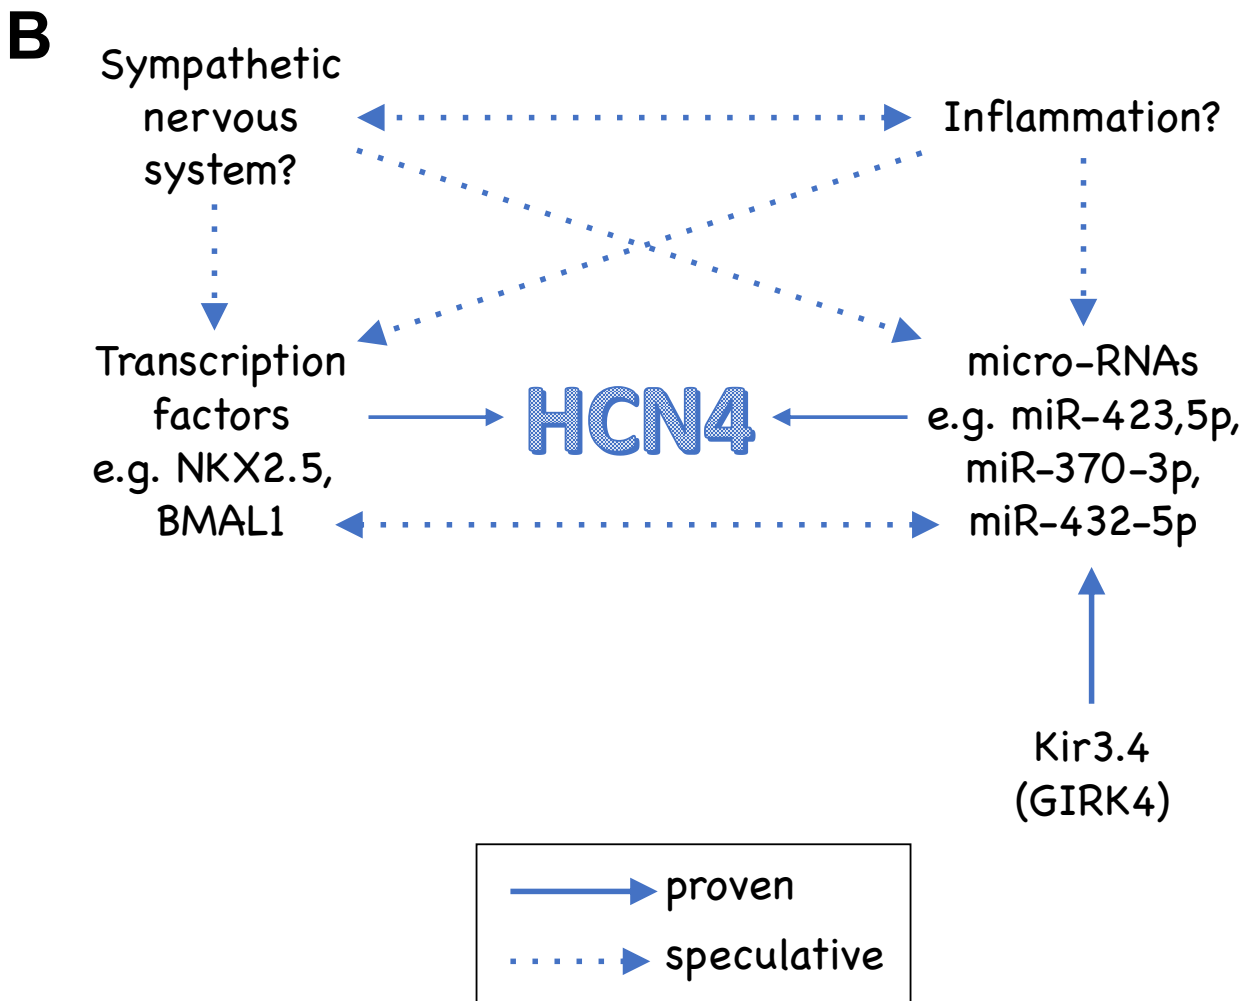 B
Sympathetic
nervous
system?
Inflammation?
Transcription
factors
e.g. NKX2.5,
BMAL1
HCN4
micro-RNAs
e.g. miR-423,5p,
miR-370-3p,
miR-432-5p
Kir3.4
(GIRK4)
proven
speculative